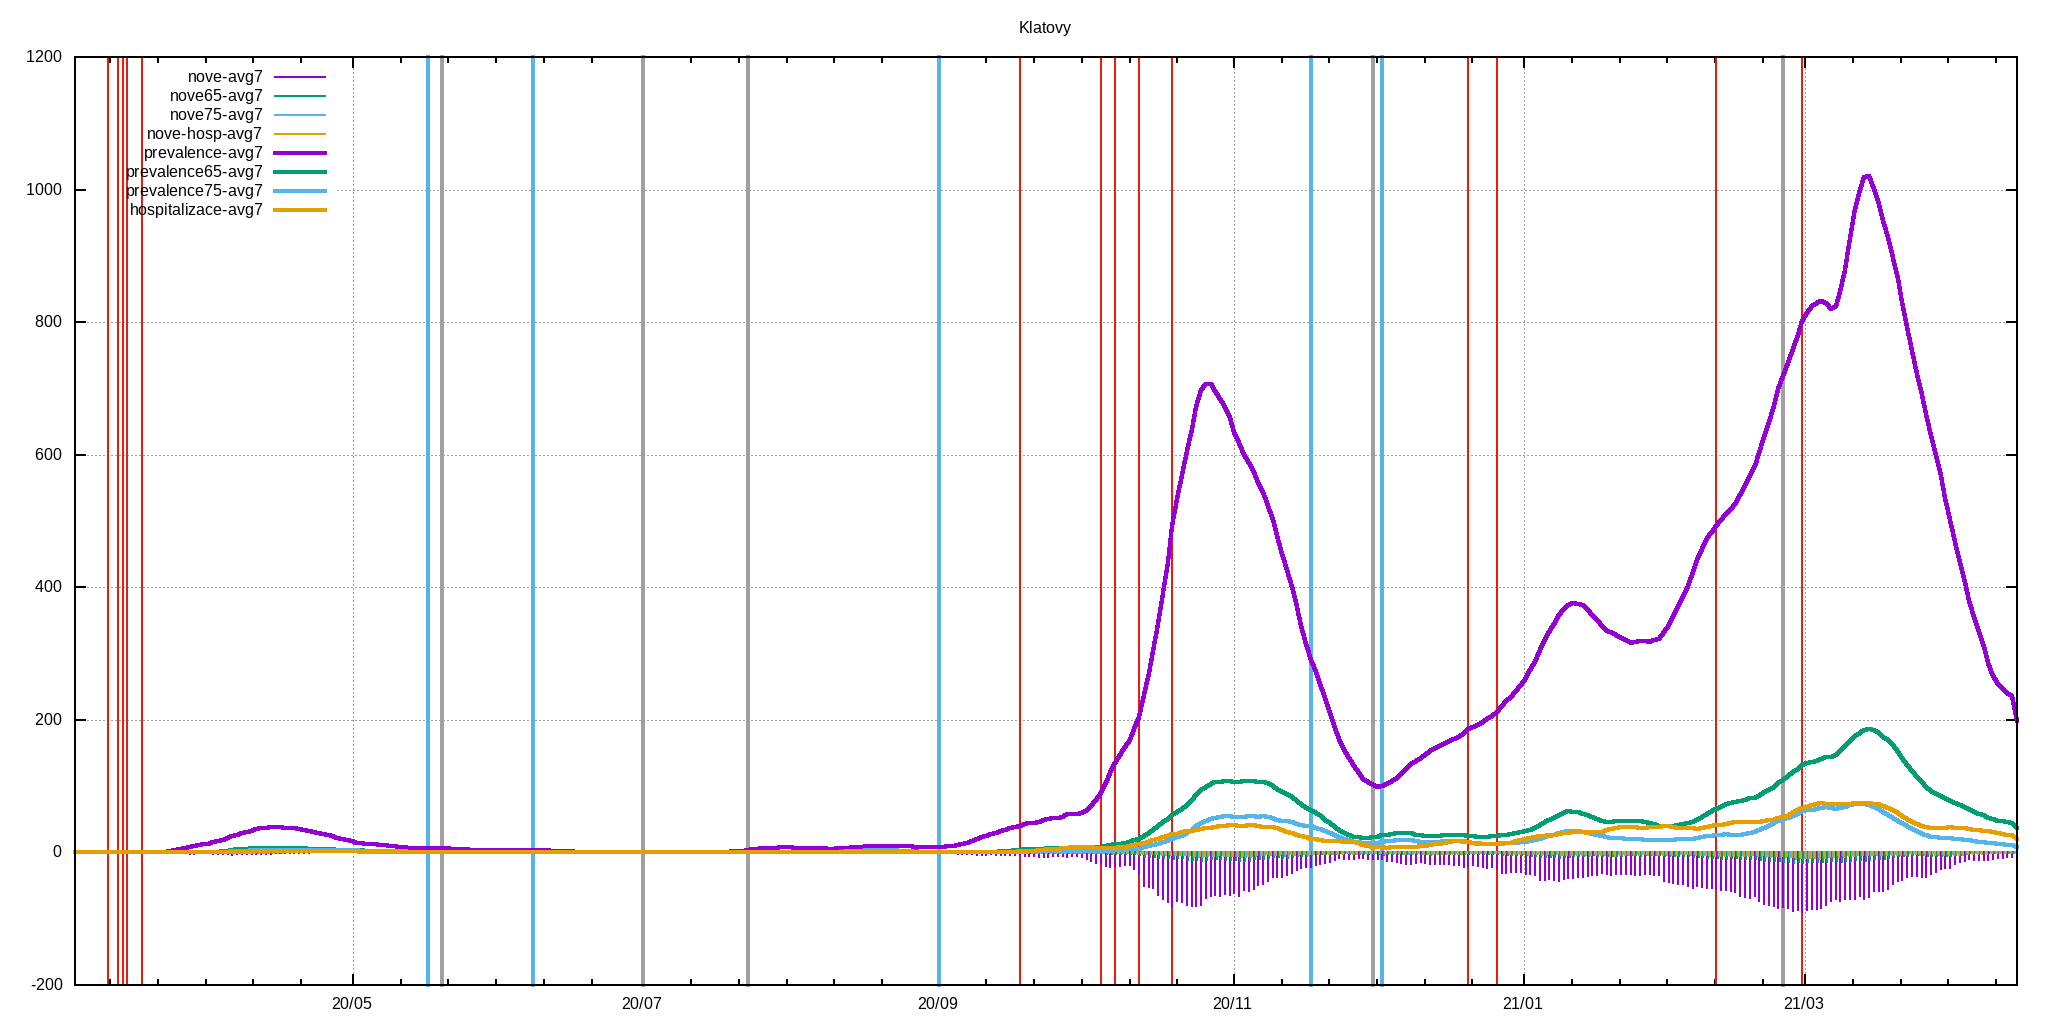 Klatovy
1200
1000
800
600
400
200
0
-200
nove-avg7
nove65-avg7
nove75-avg7
nove-hosp-avg7
prevalence-avg7
prevalence65-avg7
prevalence75-avg7
hospitalizace-avg7
20/05 20/07 20/09 20/11 21/01 21/03